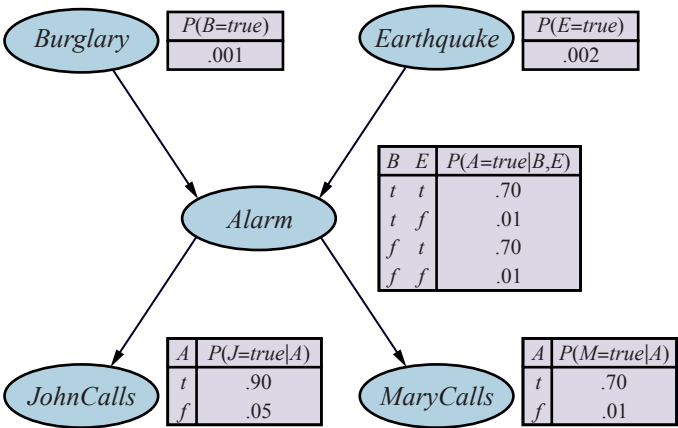 Burglary
P(B=true)
.001
Earthquake
P(E=true)
.002
B E P(A=true|B,E)
t t .70
t f .01
f t .70
f f .01
Alarm
JohnCalls
A P(J=true|A)
t .90
f .05
MaryCalls
A P(M=true|A)
t .70
f .01